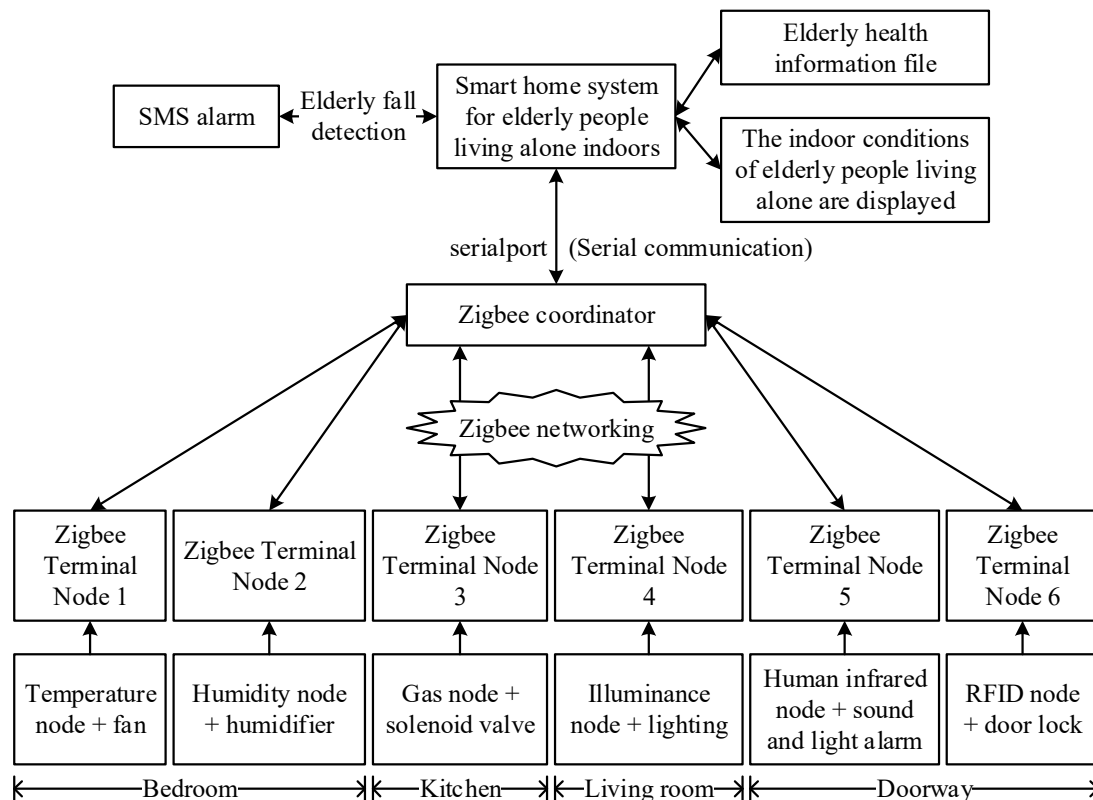 Elderly health
information file
SMS alarm
Elderly fall
detection
Smart home system
for elderly people
living alone indoors
The indoor conditions
of elderly people living
alone are displayed
serialport (Serial communication)
Zigbee coordinator
Zigbee networking
Zigbee
Terminal
Node 1
Zigbee Terminal
Node 2
Zigbee
Terminal Node
3
Zigbee
Terminal Node
4
Zigbee
Terminal Node
5
Zigbee
Terminal
Node 6
Temperature
node + fan
Humidity node
+ humidifier
Gas node +
solenoid valve
Illuminance
node + lighting
Human infrared
node + sound
and light alarm
RFID node
+ door lock
Bedroom
Kitchen
Living room
Doorway